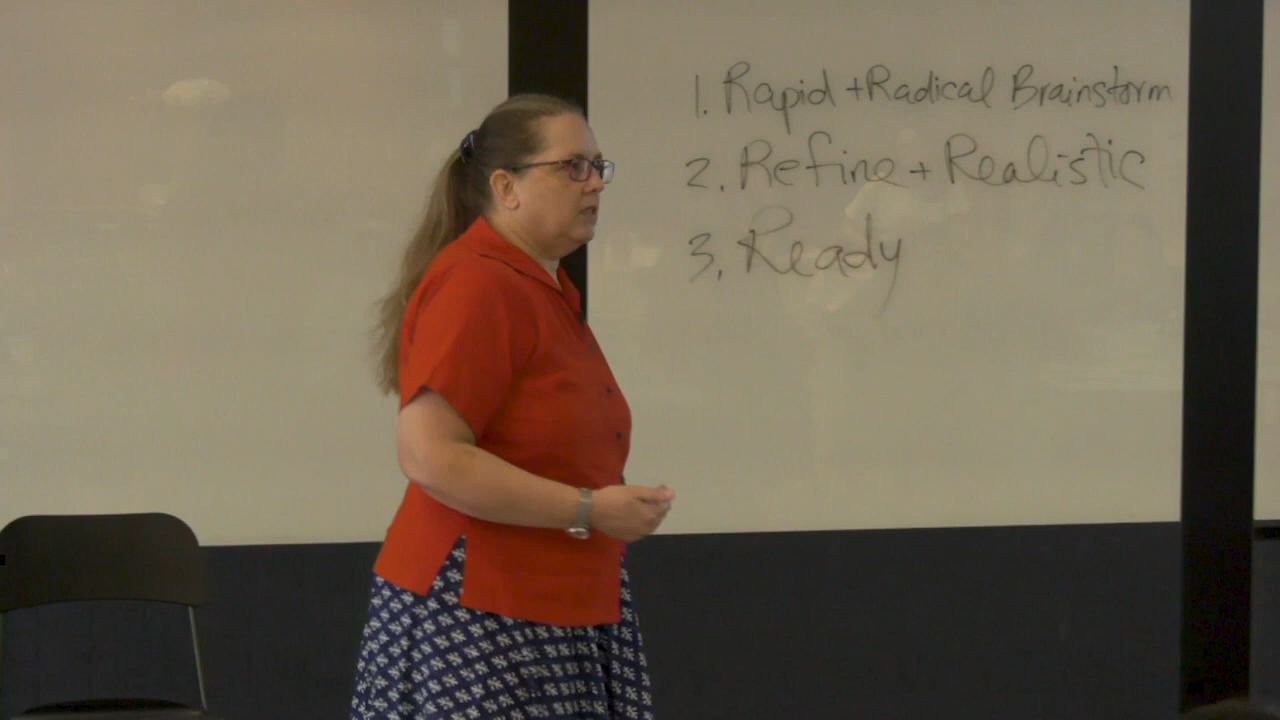 1. Rapid + Radical Brainstorm
2. Refine + Realistic
3. Ready